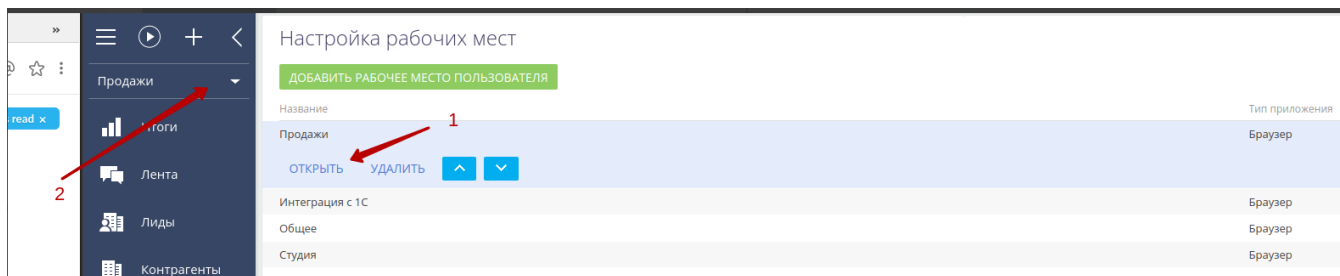 »
Настройка рабочих мест
ДОБАВИТЬ РАБОЧЕЕ МЕСТО ПОЛЬЗОВАТЕЛЯ
Продажи
Название Тип приложения
read ×
Итоги
1
Продажи Браузер
ОТКРЫТЬ УДАЛИТЬ
Лента
2
Интеграция с 1С Браузер
Лиды
Общее Браузер
Студия Браузер
Контрагенты